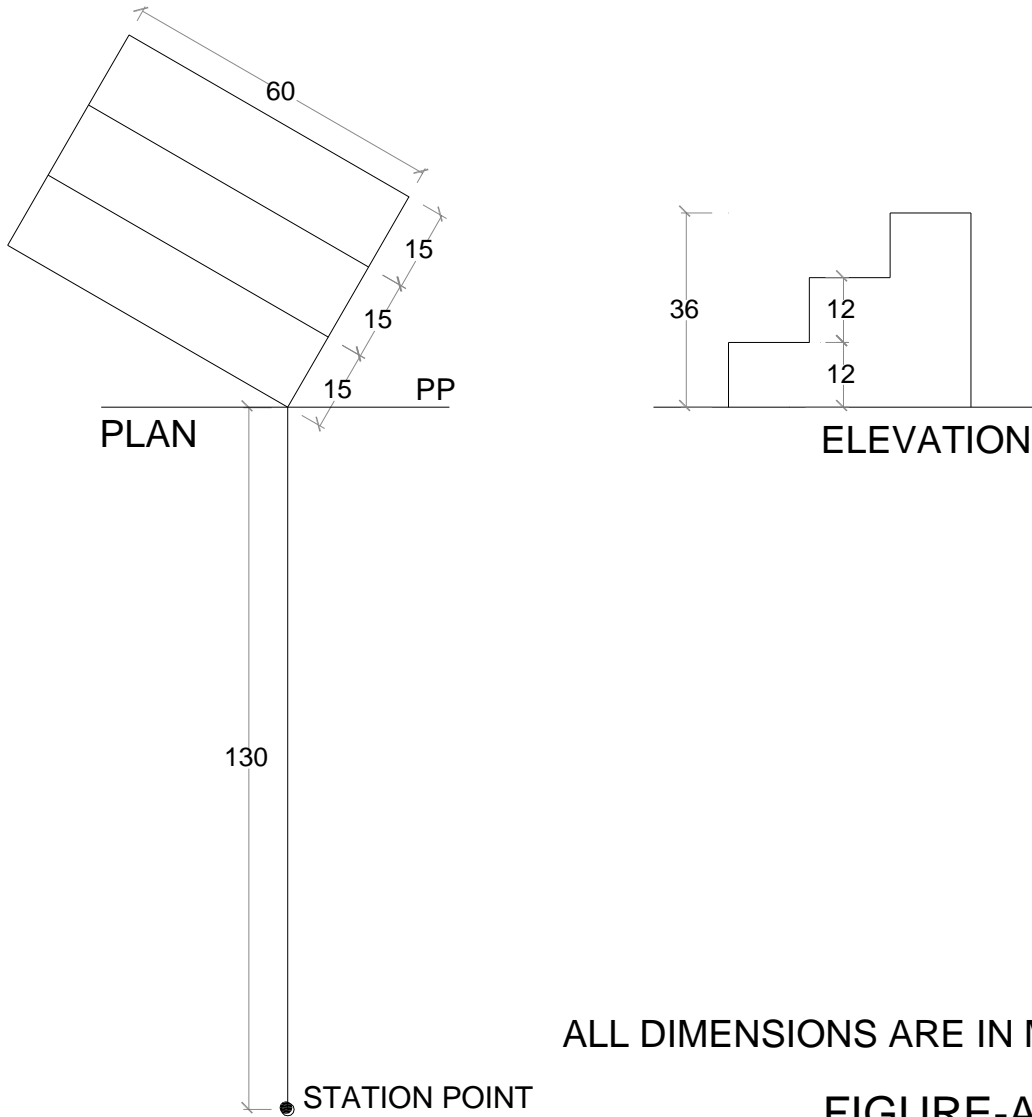 60
15
15
15
PP
PLAN
130
STATION POINT
36
12
12
ELEVATION
ALL DIMENSIONS ARE IN
FIGURE-A